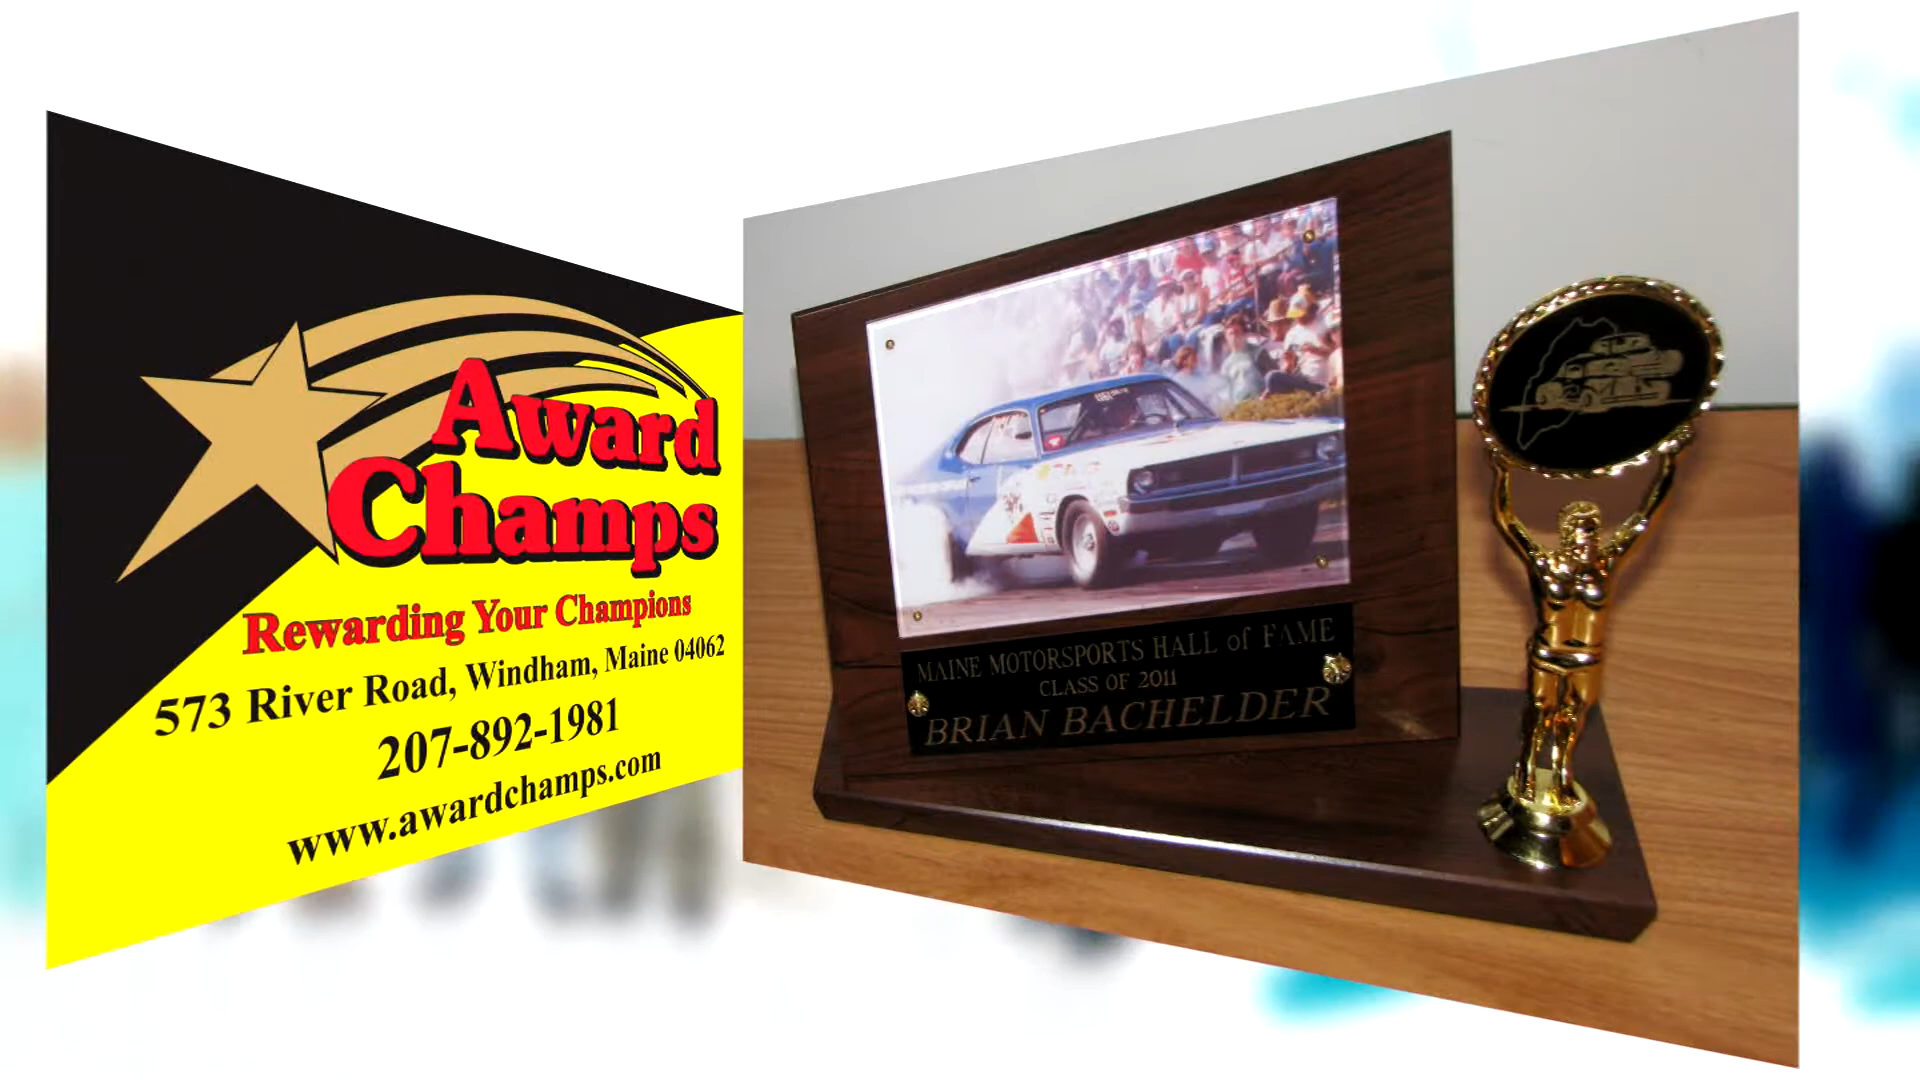 Award
Champs
Rewarding Your Champions
573 River Road, Windham, Maine 04062
207-892-1981
www.awardchamps.com
MAINE MOTORSPORTS HALL of FAME
CLASS OF 2011
BRIAN BACHELDER